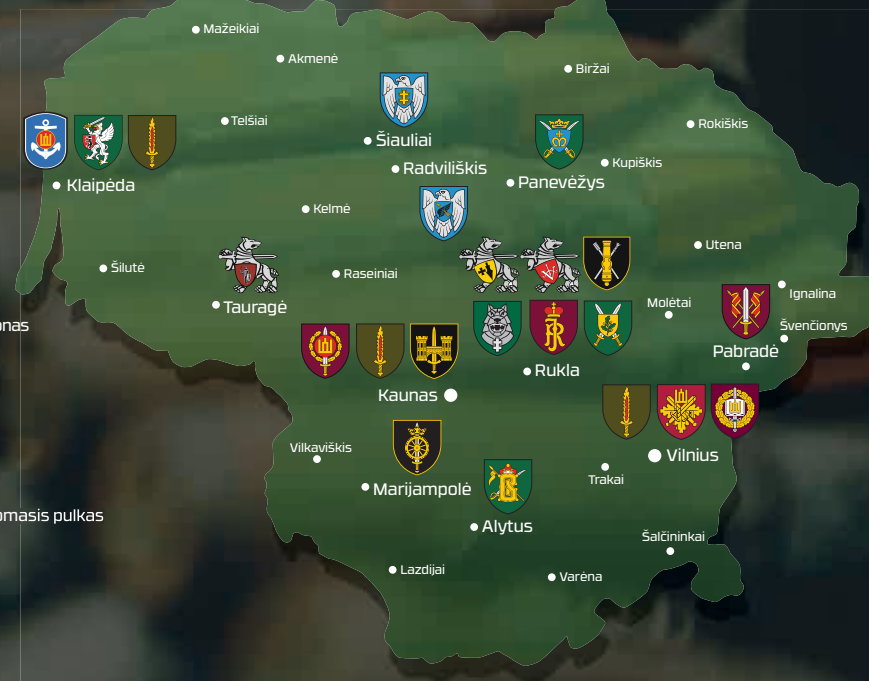 Mažeikiai
Akmenė
Biržai
Telšiai
Rokiškis
Šiauliai
Kupiškis
Radviliškis
Panevėžys
Klaipėda
Kelmė
Utena
Šilutė
Raseiniai
Ignalina
Molėtai
Tauragė
Švenčionys
onas
Pabradė
Rukla
Kaunas
Vilkaviškis
Vilnius
Trakai
Marijampolė
omasis pulkas
Alytus
Šalčininkai
Lazdijai
Varėna